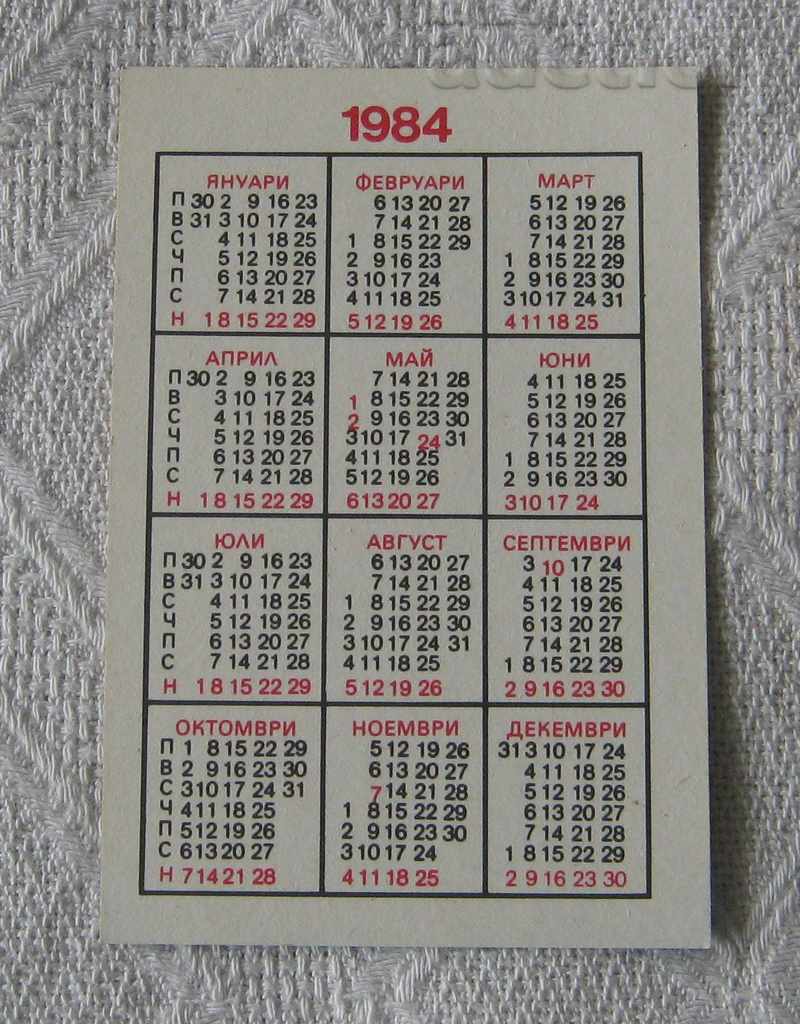 1984
ЯНУАРИ
П 30 2 9 16 23
В 31 3 10 17 24
С 4 11 18 25
Ч 5 12 19 26
П 6 13 20 27
С 7 14 21 28
Н 1 8 15 22 29
ФЕВРУАРИ
6 13 20 27
7 14 21 28
1 8 15 22 29
2 9 16 23
3 10 17 24
4 11 18 25
5 12 19 26
МАРТ
5 12 19 26
6 13 20 27
7 14 21 28
1 8 15 22 29
2 9 16 23 30
3 10 17 24 31
4 11 18 25
АПРИЛ
П 30 2 9 16 23
В 3 10 17 24
С 4 11 18 25
Ч 5 12 19 26
П 6 13 20 27
С 7 14 21 28
Н 1 8 15 22 29
МАЙ
7 14 21 28
1 8 15 22 29
2 9 16 23 30
3 10 17 24 31
4 11 18 25
5 12 19 26
6 13 20 27
ЮНИ
4 11 18 25
5 12 19 26
6 13 20 27
7 14 21 28
1 8 15 22 29
2 9 16 23 30
3 10 17 24
ЮЛИ
П 30 2 9 16 23
В 31 3 10 17 24
С 4 11 18 25
Ч 5 12 19 26
П 6 13 20 27
С 7 14 21 28
Н 1 8 15 22 29
АВГУСТ
6 13 20 27
7 14 21 28
1 8 15 22 29
2 9 16 23 30
3 10 17 24 31
4 11 18 25
5 12 19 26
СЕПТЕМВРИ
3 10 17 24
4 11 18 25
5 12 19 26
6 13 20 27
7 14 21 28
1 8 15 22 29
2 9 16 23 30
ОКТОМВРИ
П 1 8 15 22 29
В 2 9 16 23 30
С 3 10 17 24 31
Ч 4 11 18 25
П 5 12 19 26
С 6 13 20 27
Н 7 14 21 28
НОЕМВРИ
5 12 19 26
6 13 20 27
7 14 21 28
1 8 15 22 29
2 9 16 23 30
3 10 17 24
4 11 18 25
ДЕКЕМВРИ
31 3 10 17 24
4 11 18 25
5 12 19 26
6 13 20 27
7 14 21 28
1 8 15 22 29
2 9 16 23 30